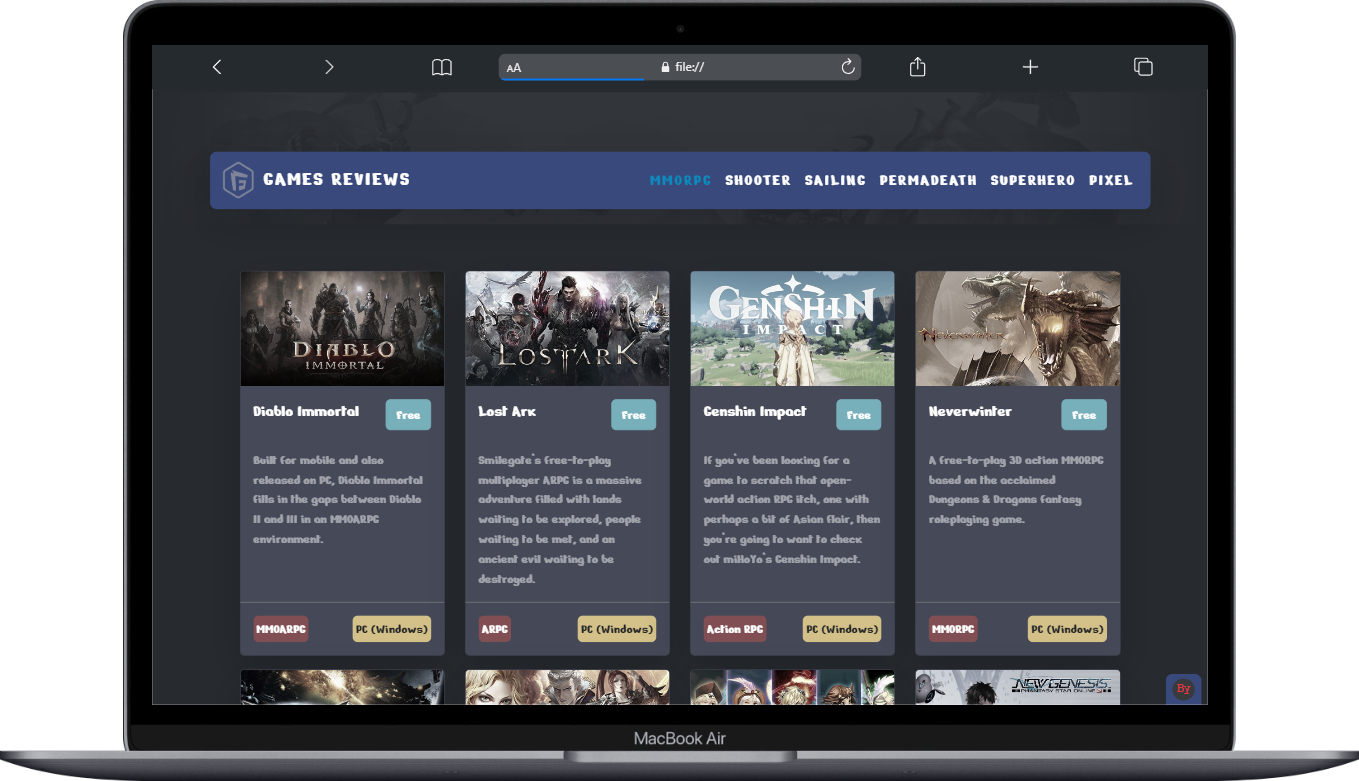 AA
file://
GAMES REVIEWS
MMORPG SHOOTER SAILING PERMADEATH SUPERHERO PIXEL
DIABLO
IMMORTAL
LOST ARK
GENSHIN
IMPACT
NEVERWINTER
Diablo Immortal
Free
Built for mobile and also
released on PC, Diablo Immortal
fills in the gaps between Diablo
II and III in an MMOARPG
environment.
MMOARPG
PC (Windows)
Lost Ark
Free
Smilegate's free-to-play
multiplayer ARPG is a massive
adventure filled with lands
waiting to be explored, people
waiting to be met, and an
ancient evil waiting to be
destroyed.
ARPG
PC (Windows)
Genshin Impact
Free
If you've been looking for a
game to scratch that open-
world action RPG itch, one with
perhaps a bit of Asian flair, then
you're going to want to check
out miHoYo's Genshin Impact.
Action RPG
PC (Windows)
Neverwinter
Free
A free-to-play 3D action MMORPG
based on the acclaimed
Dungeons & Dragons fantasy
roleplaying game.
MMORPG
PC (Windows)
NEW GENESIS
PHANTASY STAR ONLINE 2
By
MacBook Air